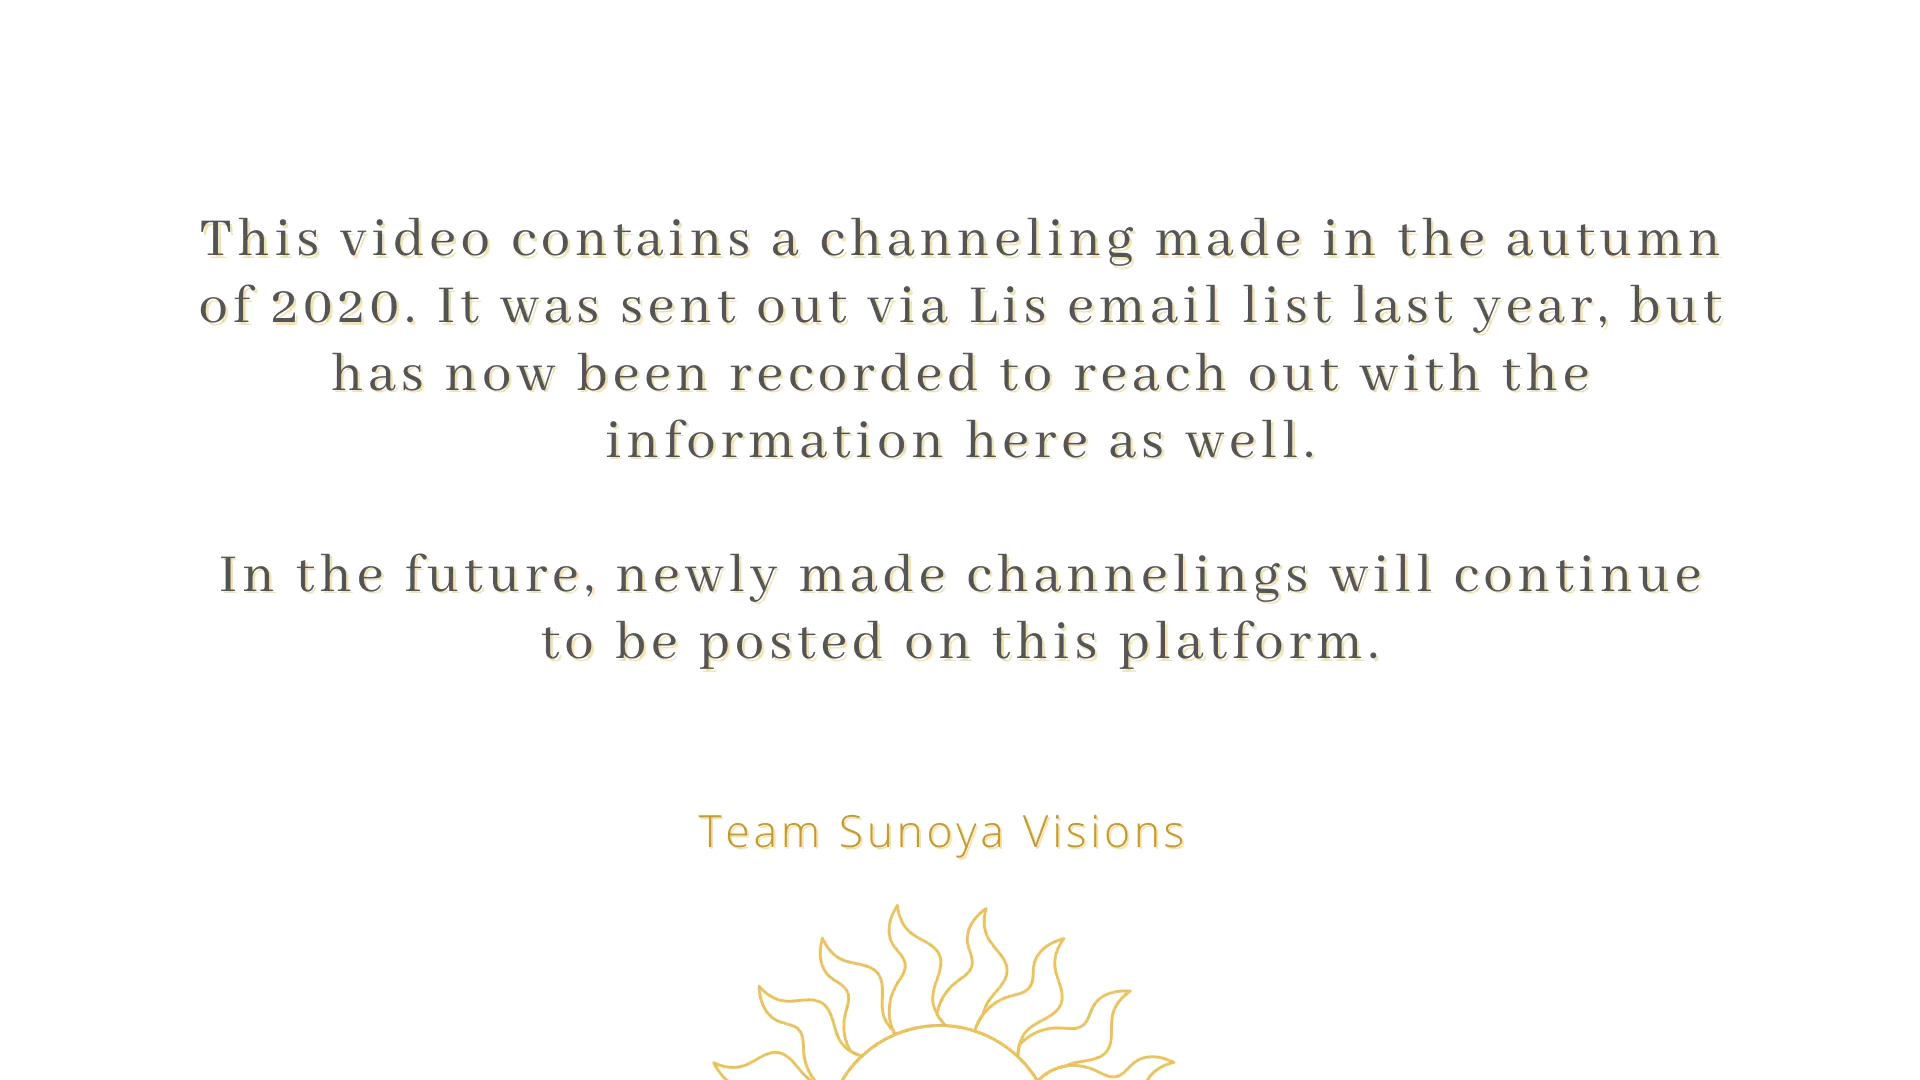 This video contains a channeling made in the autumn
of 2020. It was sent out via Lis email list last year, but
has now been recorded to reach out with the
information here as well.
In the future, newly made channelings will continue
to be posted on this platform.
Team Sunoya Visions